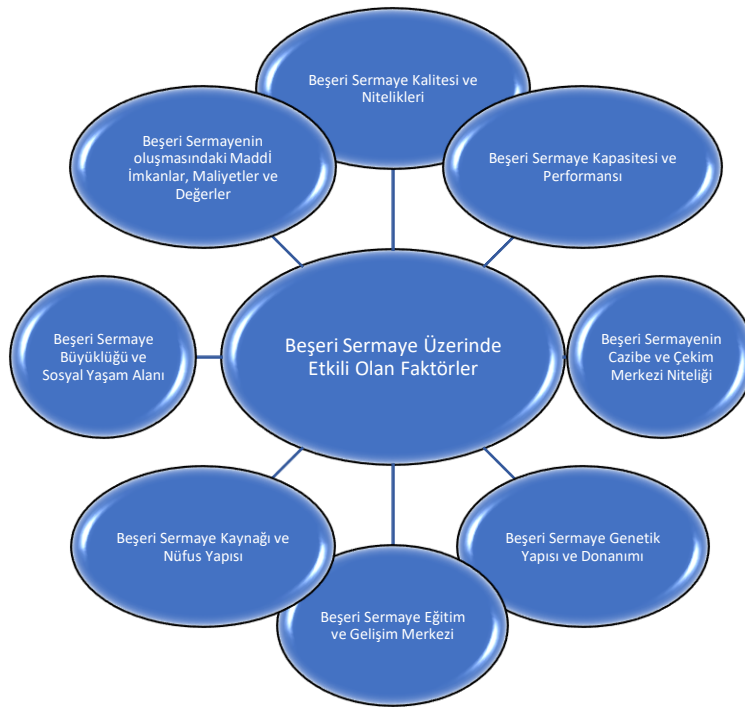 Beşeri Sermaye Kalitesi ve
Nitelikleri
Beşeri Sermayenin
oluşmasındaki Maddİ
İmkanlar, Maliyetler ve
Değerler
Beşeri Sermaye Kapasitesi ve
Performansı
Beşeri Sermaye
Büyüklüğü ve
Sosyal Yaşam Alanı
Beşeri Sermaye Üzerinde
Etkili Olan Faktörler
Beşeri Sermayenin
Cazibe ve Çekim
Merkezi Niteliği
Beşeri Sermaye Kaynağı ve
Nüfus Yapısı
Beşeri Sermaye Genetik
Yapısı ve Donanımı
Beşeri Sermaye Eğitim
ve Gelişim Merkezi